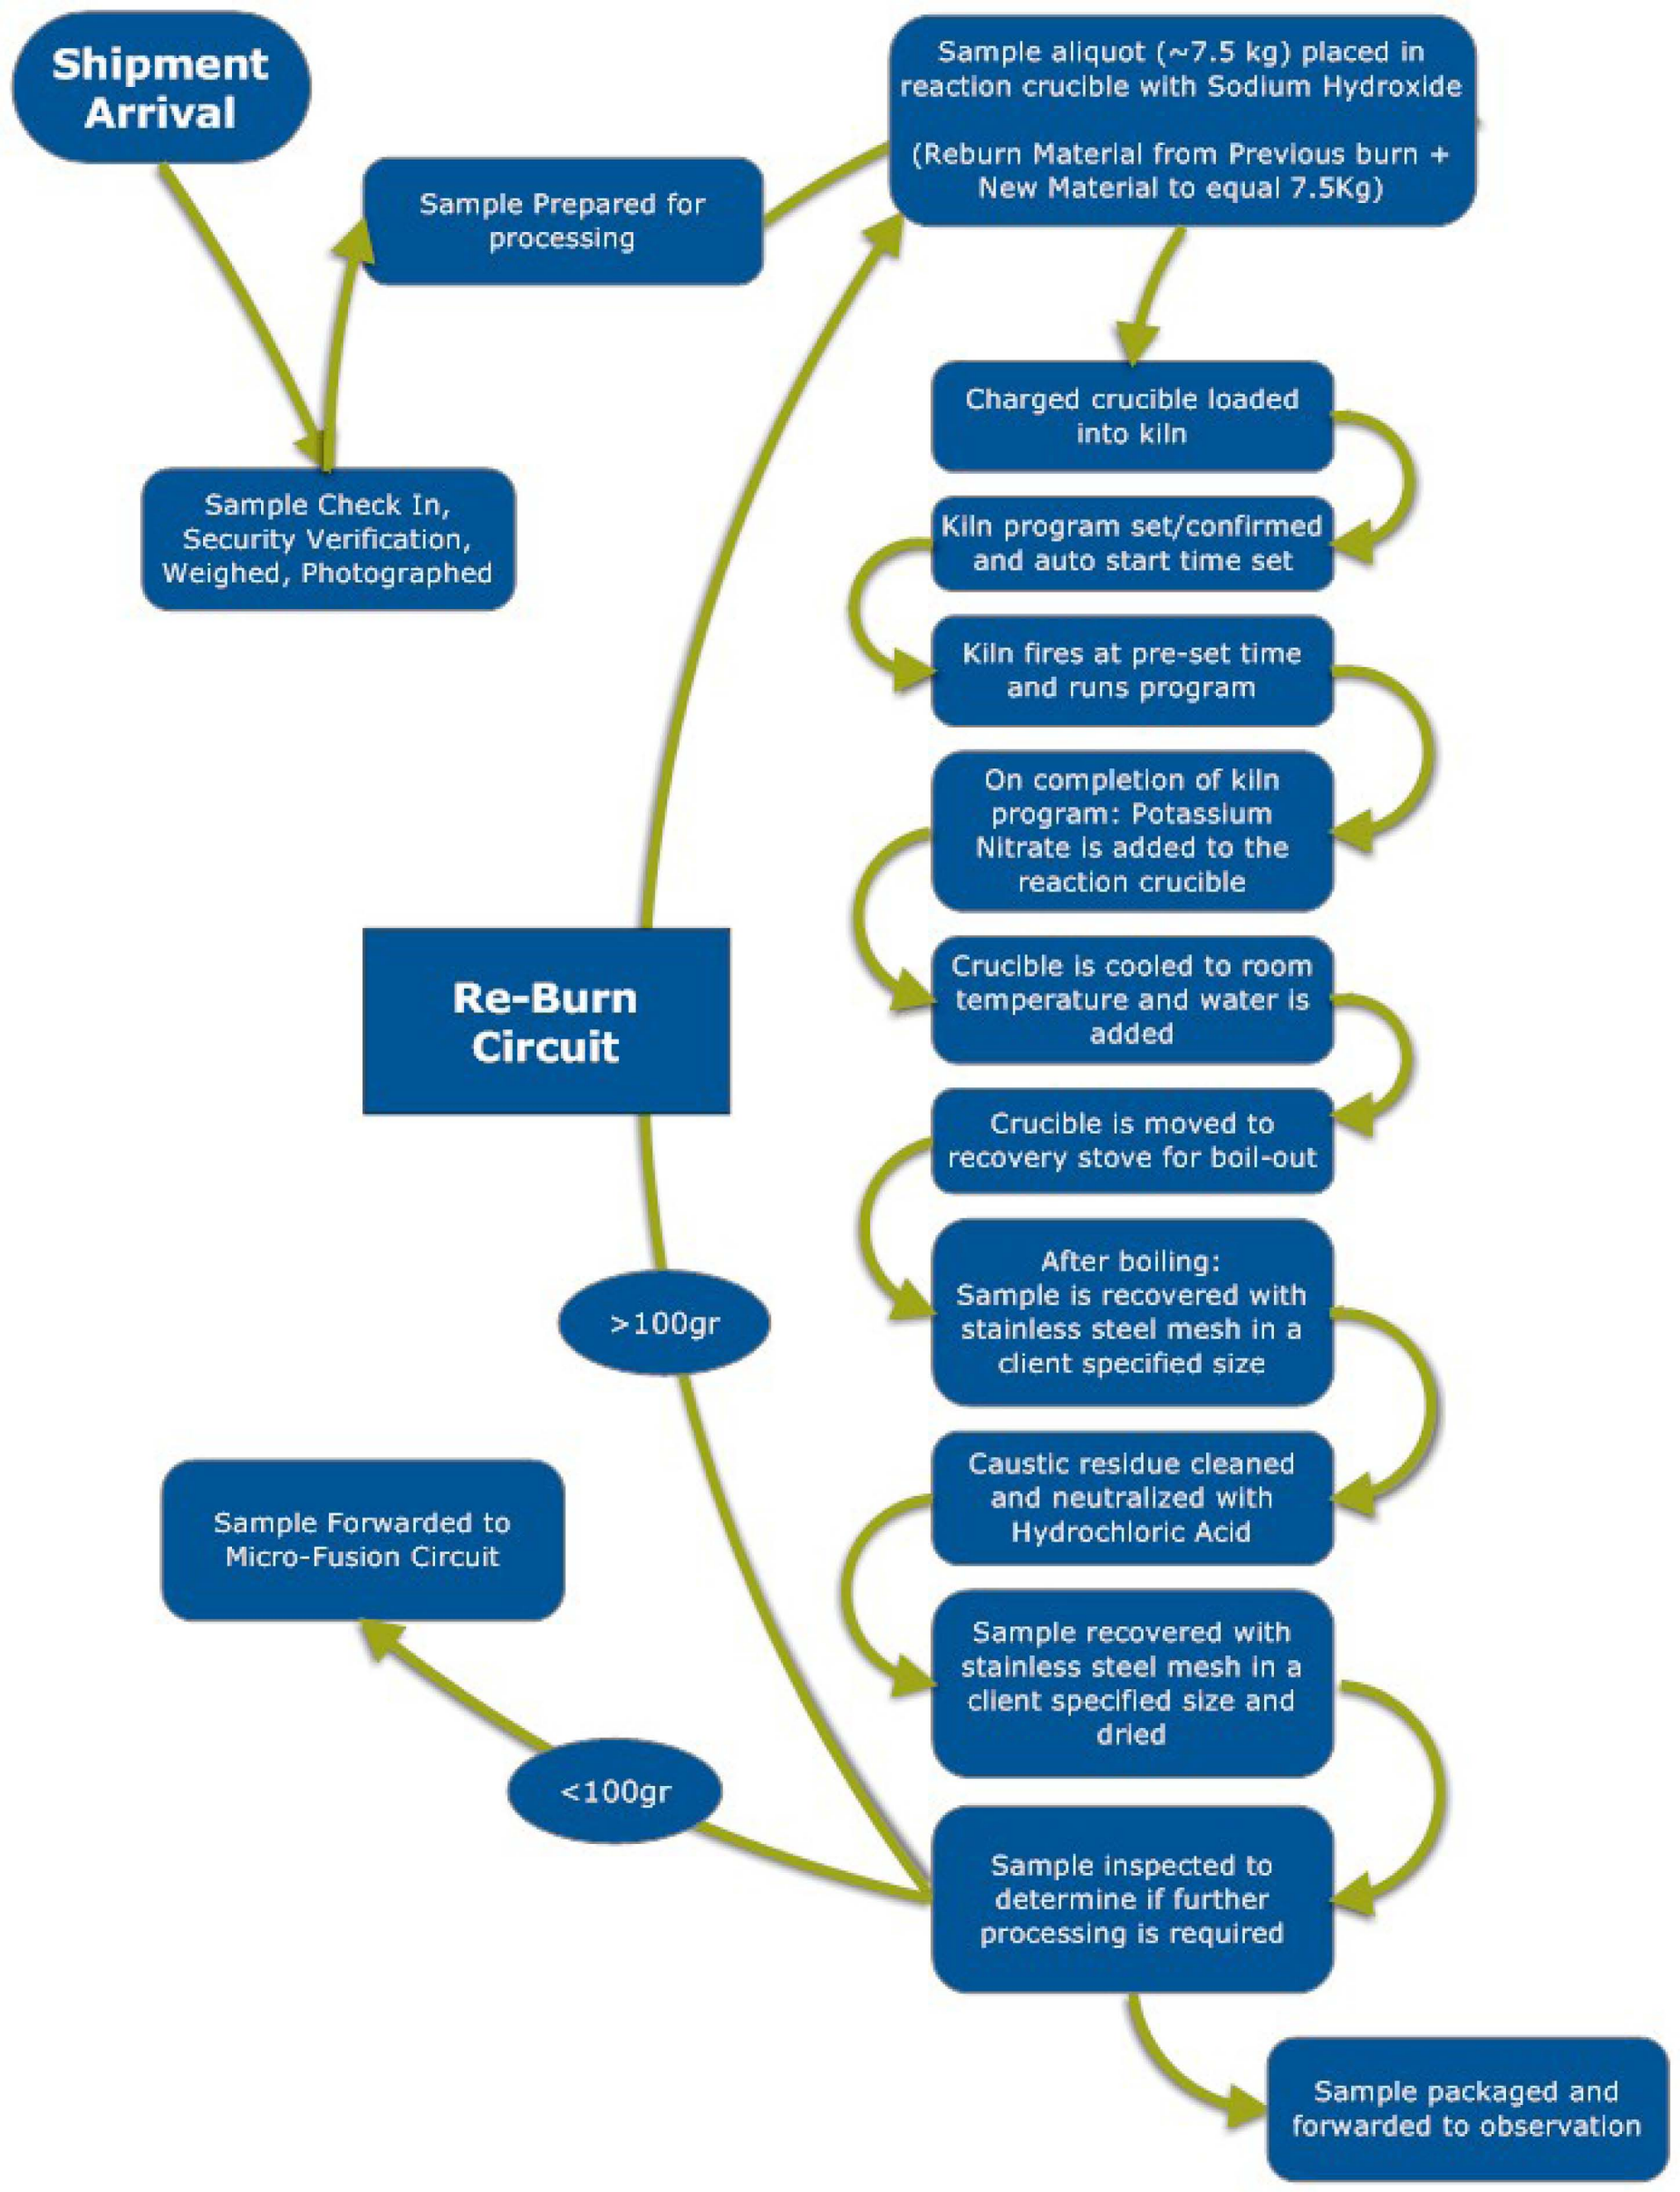 Shipment
Arrival
Sample aliquot (~7.5 kg) placed in
reaction crucible with Sodium Hydroxide
(Reburn Material from Previous burn +
New Material to equal 7.5Kg)
Sample Prepared for
processing
Charged crucible loaded
into kiln
Sample Check In,
Security Verification,
Weighed, Photographed
Kiln program set/confirmed
and auto start time set
Kiln fires at pre-set time
and runs program
On completion of kiln
program: Potassium
Nitrate is added to the
reaction crucible
Re-Burn
Circuit
Crucible is cooled to room
temperature and water is
added
Crucible is moved to
recovery stove for boil-out
After boiling:
Sample is recovered with
stainless steel mesh in a
client specified size
>100gr
Caustic residue cleaned
and neutralized with
Hydrochloric Acid
Sample Forwarded to
Micro-Fusion Circuit
Sample recovered with
stainless steel mesh in a
client specified size and
dried
<100gr
Sample inspected to
determine if further
processing is required
Sample packaged and
forwarded to observation